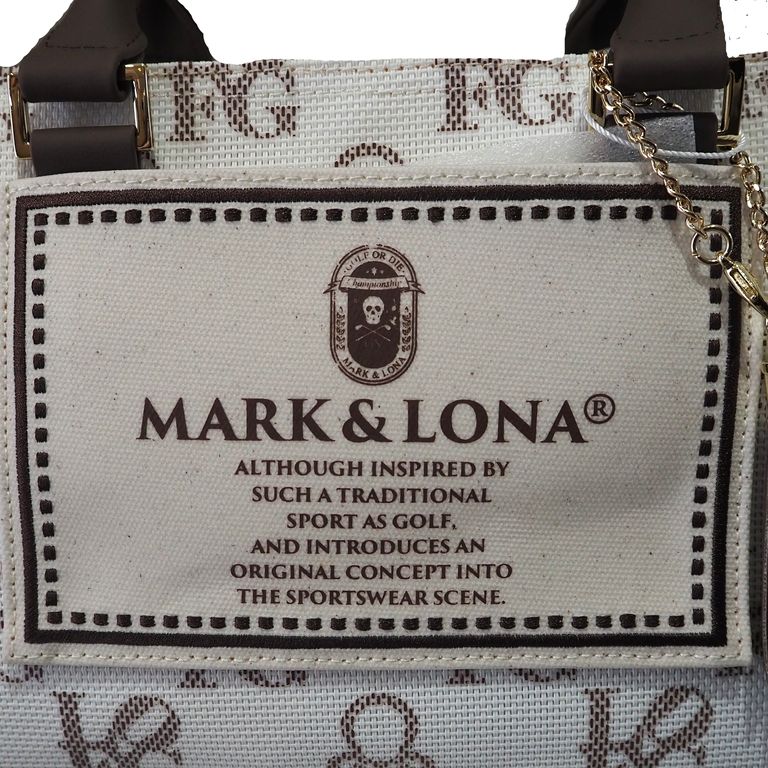 FG FG
GOLF OR DIE
Championship
MARK & LONA
MARK & LONA®
ALTHOUGH INSPIRED BY
SUCH A TRADITIONAL
SPORT AS GOLF,
AND INTRODUCES AN
ORIGINAL CONCEPT INTO
THE SPORTSWEAR SCENE.